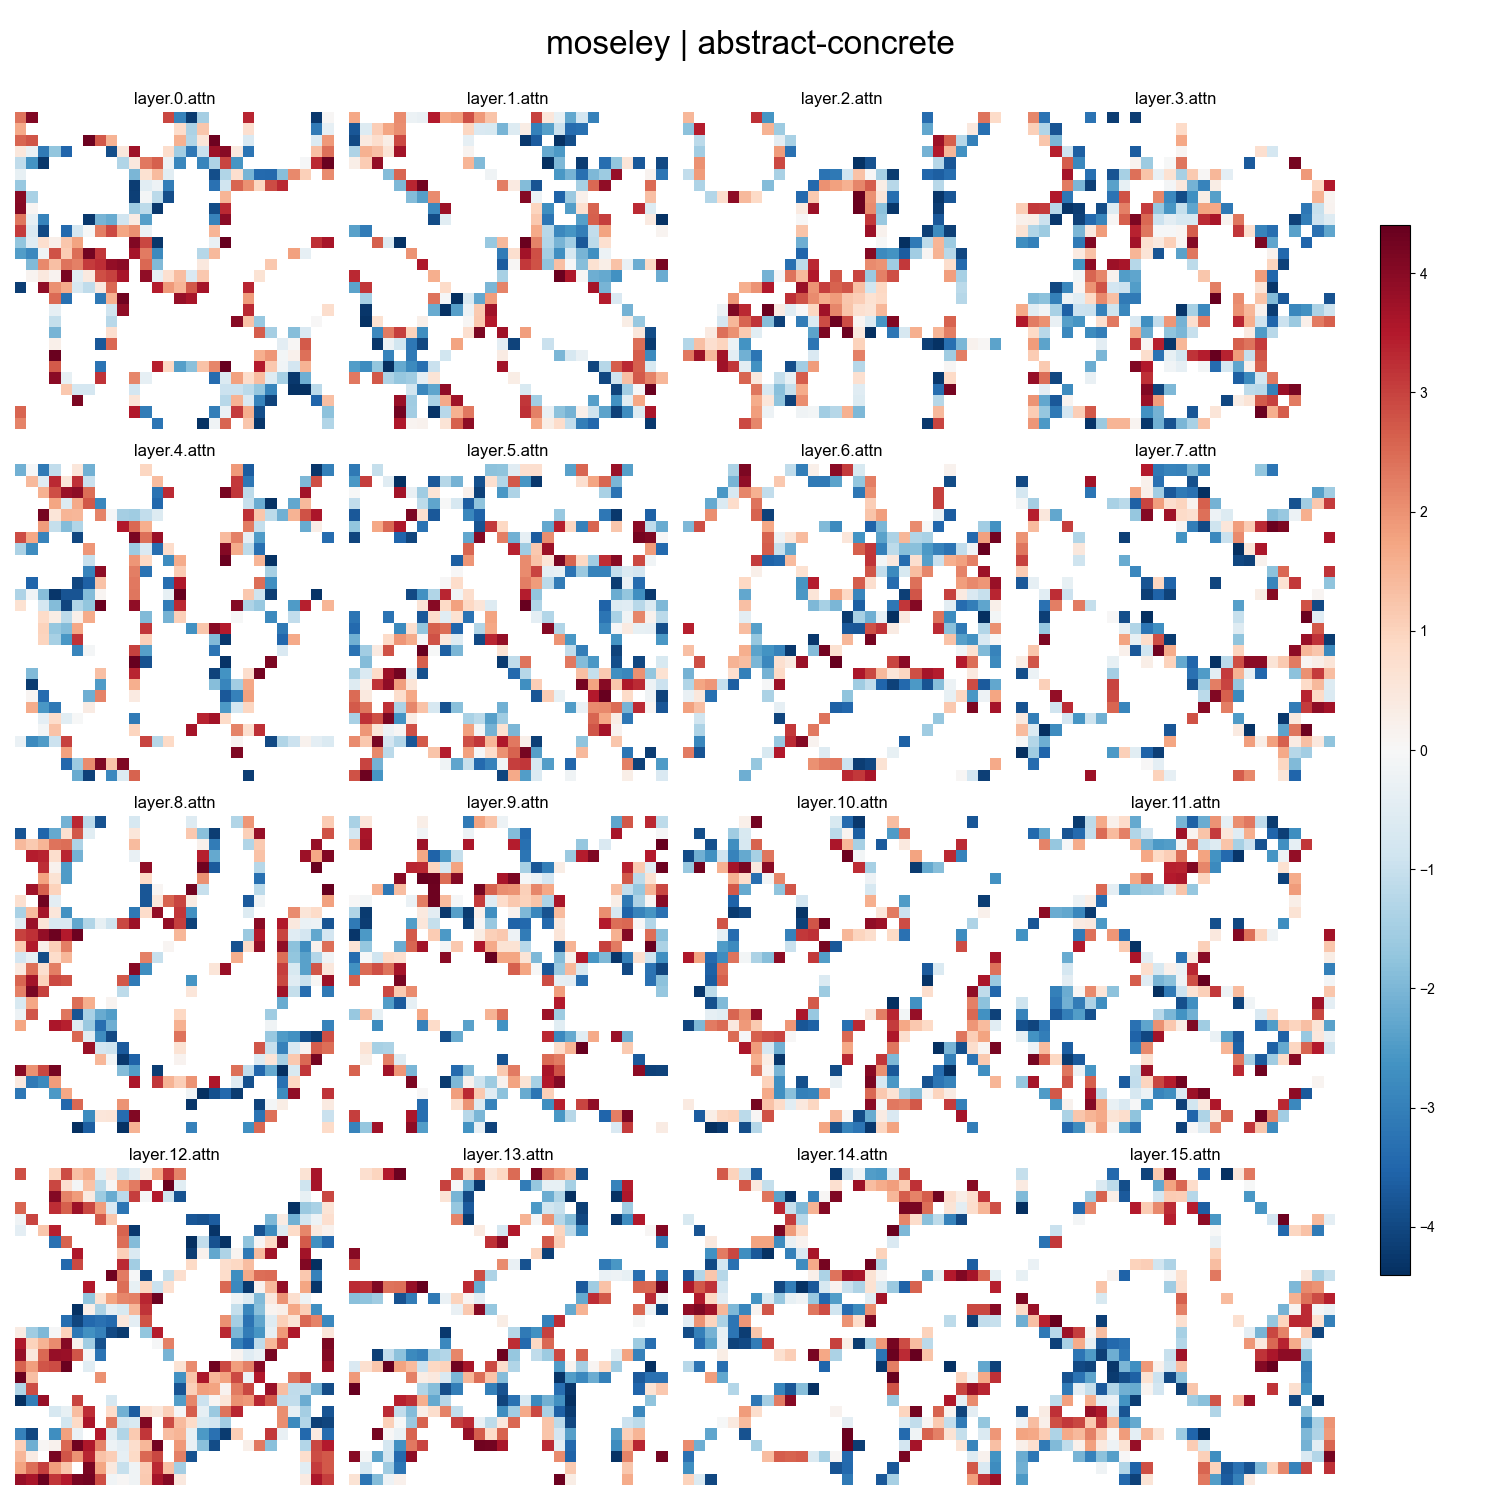 moseley | abstract-concrete
layer.0.attn layer.1.attn layer.2.attn layer.3.attn
layer.4.attn layer.5.attn layer.6.attn layer.7.attn
layer.8.attn layer.9.attn layer.10.attn layer.11.attn
layer.12.attn layer.13.attn layer.14.attn layer.15.attn
4
3
2
1
0
−1
−2
−3
−4